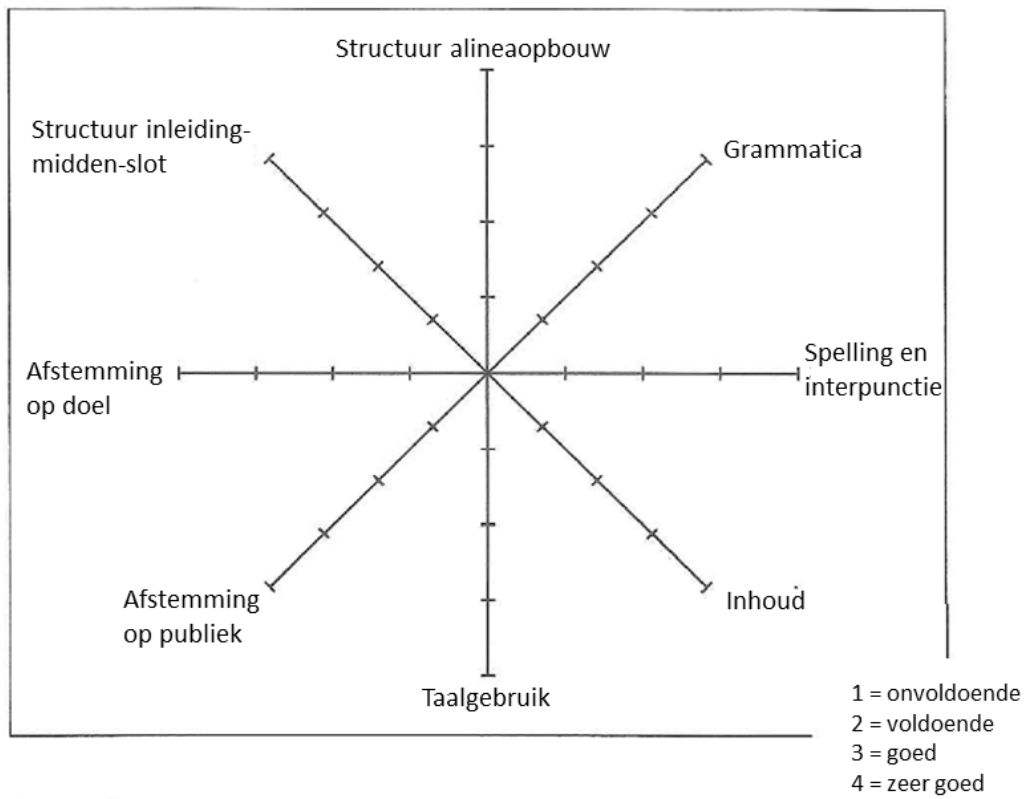 Structuur alineaopbouw
Structuur inleiding-
midden-slot
Grammatica
Afstemming
op doel
Spelling en
interpunctie
Afstemming
op publiek
Inhoud
Taalgebruik
1 = onvoldoende
2 = voldoende
3 = goed
4 = zeer goed